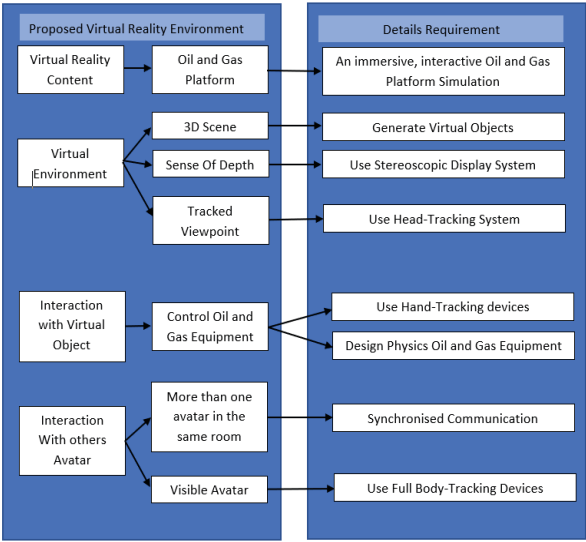 Proposed Virtual Reality Environment
Details Requirement
Virtual Reality
Content
Oil and Gas
Platform
An immersive, interactive Oil and Gas
Platform Simulation
Virtual
Environment
3D Scene
Generate Virtual Objects
Sense Of Depth
Use Stereoscopic Display System
Tracked
Viewpoint
Use Head-Tracking System
Interaction
with Virtual
Object
Control Oil and
Gas Equipment
Use Hand-Tracking devices
Design Physics Oil and Gas Equipment
Interaction
With others
Avatar
More than one
avatar in the
same room
Synchronised Communication
Visible Avatar
Use Full Body-Tracking Devices